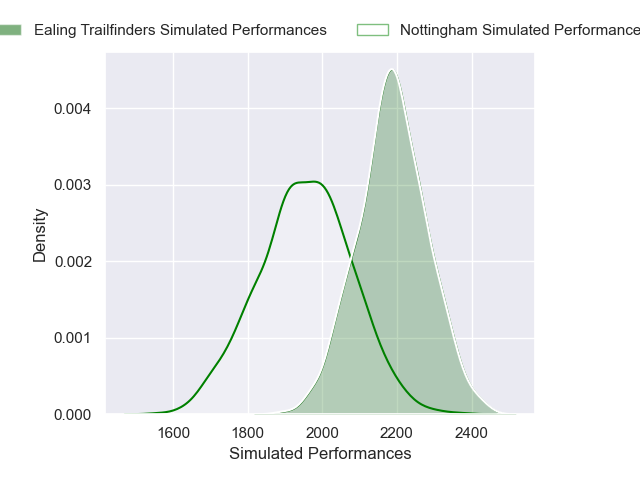 Ealing Trailfinders Simulated Performances
Nottingham Simulated Performance
0.004
0.003
0.002
0.001
0.000
Density
1600 1800 2000 2200 2400
Simulated Performances